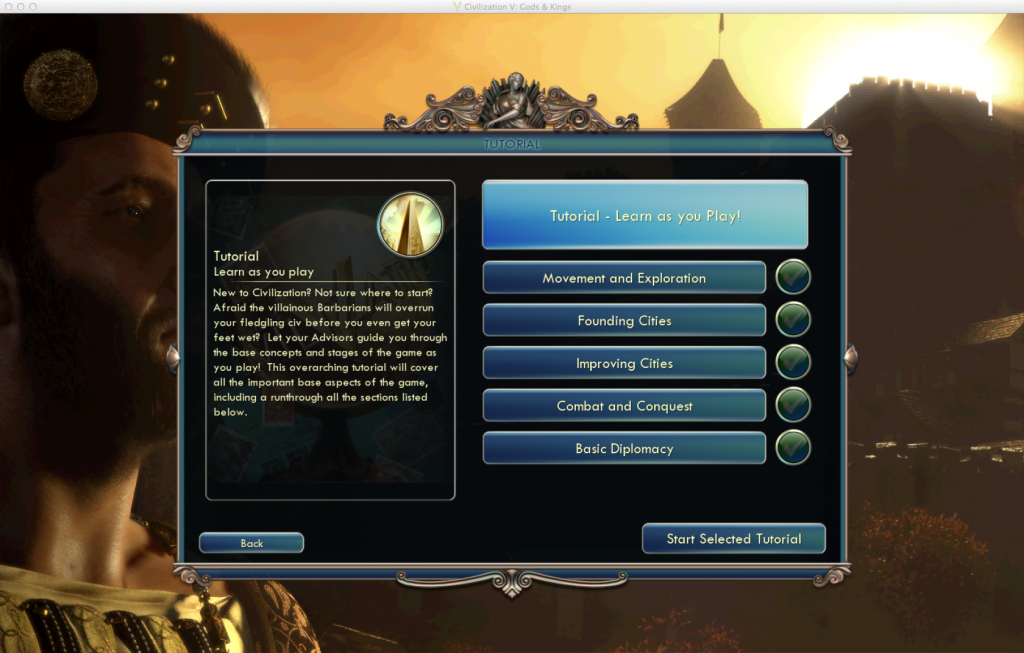 Civilization V: Gods & Kings
TUTORIAL
Tutorial
Learn as you play
New to Civilization? Not sure where to start?
Afraid the villainous Barbarians will overrun
your fledgling civ before you even get your
feet wet? Let your Advisors guide you through
the base concepts and stages of the game as
you play! This overarching tutorial will cover
all the important base aspects of the game,
including a runthrough all the sections listed
below.
Tutorial - Learn as you Play!
Movement and Exploration
Founding Cities
Improving Cities
Combat and Conquest
Basic Diplomacy
Back
Start Selected Tutorial